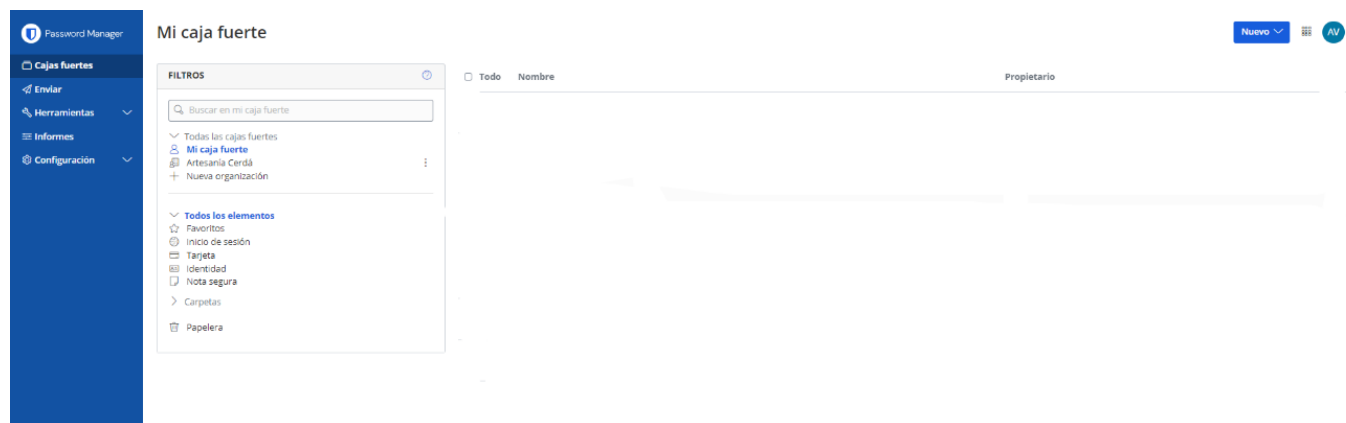 Password Manager
Cajas fuertes
Enviar
Herramientas
Informes
Configuración
Mi caja fuerte
Nuevo
AV
FILTROS
Buscar en mi caja fuerte
Todas las cajas fuertes
Mi caja fuerte
Artesanía Cerdá
Nueva organización
Todos los elementos
Favoritos
Inicio de sesión
Tarjeta
Identidad
Nota segura
Carpetas
Papelera
Todo Nombre Propietario